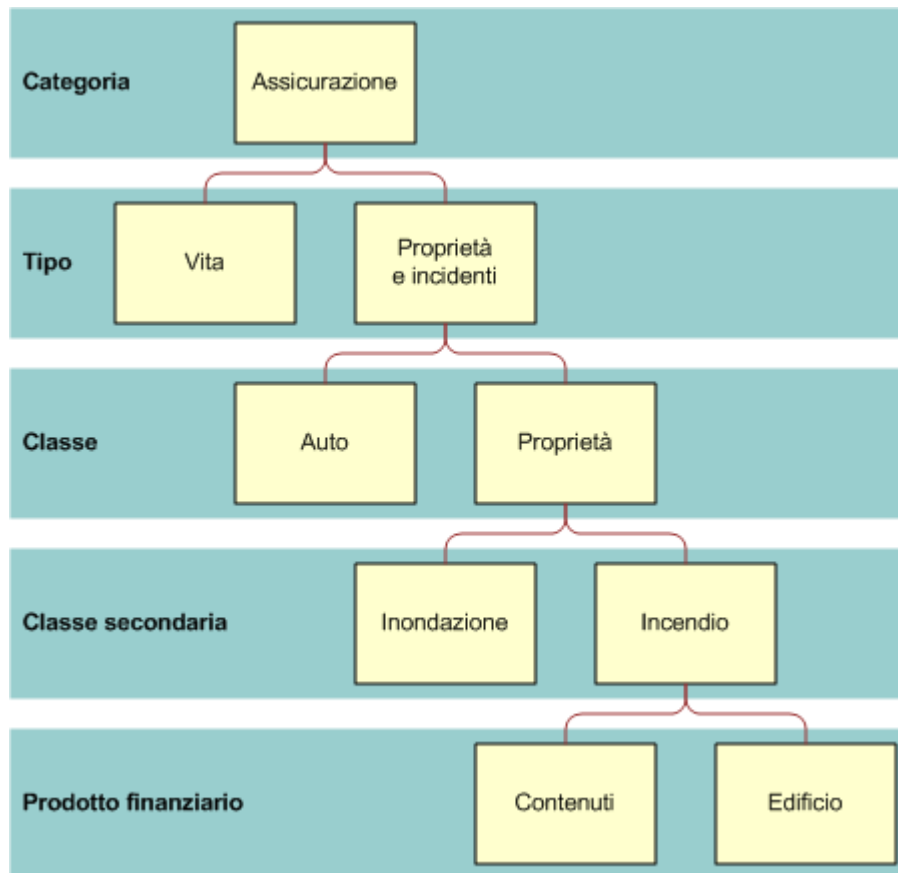 Categoria
Assicurazione
Tipo
Vita
Proprietà
e incidenti
Classe
Auto
Proprietà
Classe secondaria
Inondazione
Incendio
Prodotto finanziario
Contenuti
Edificio